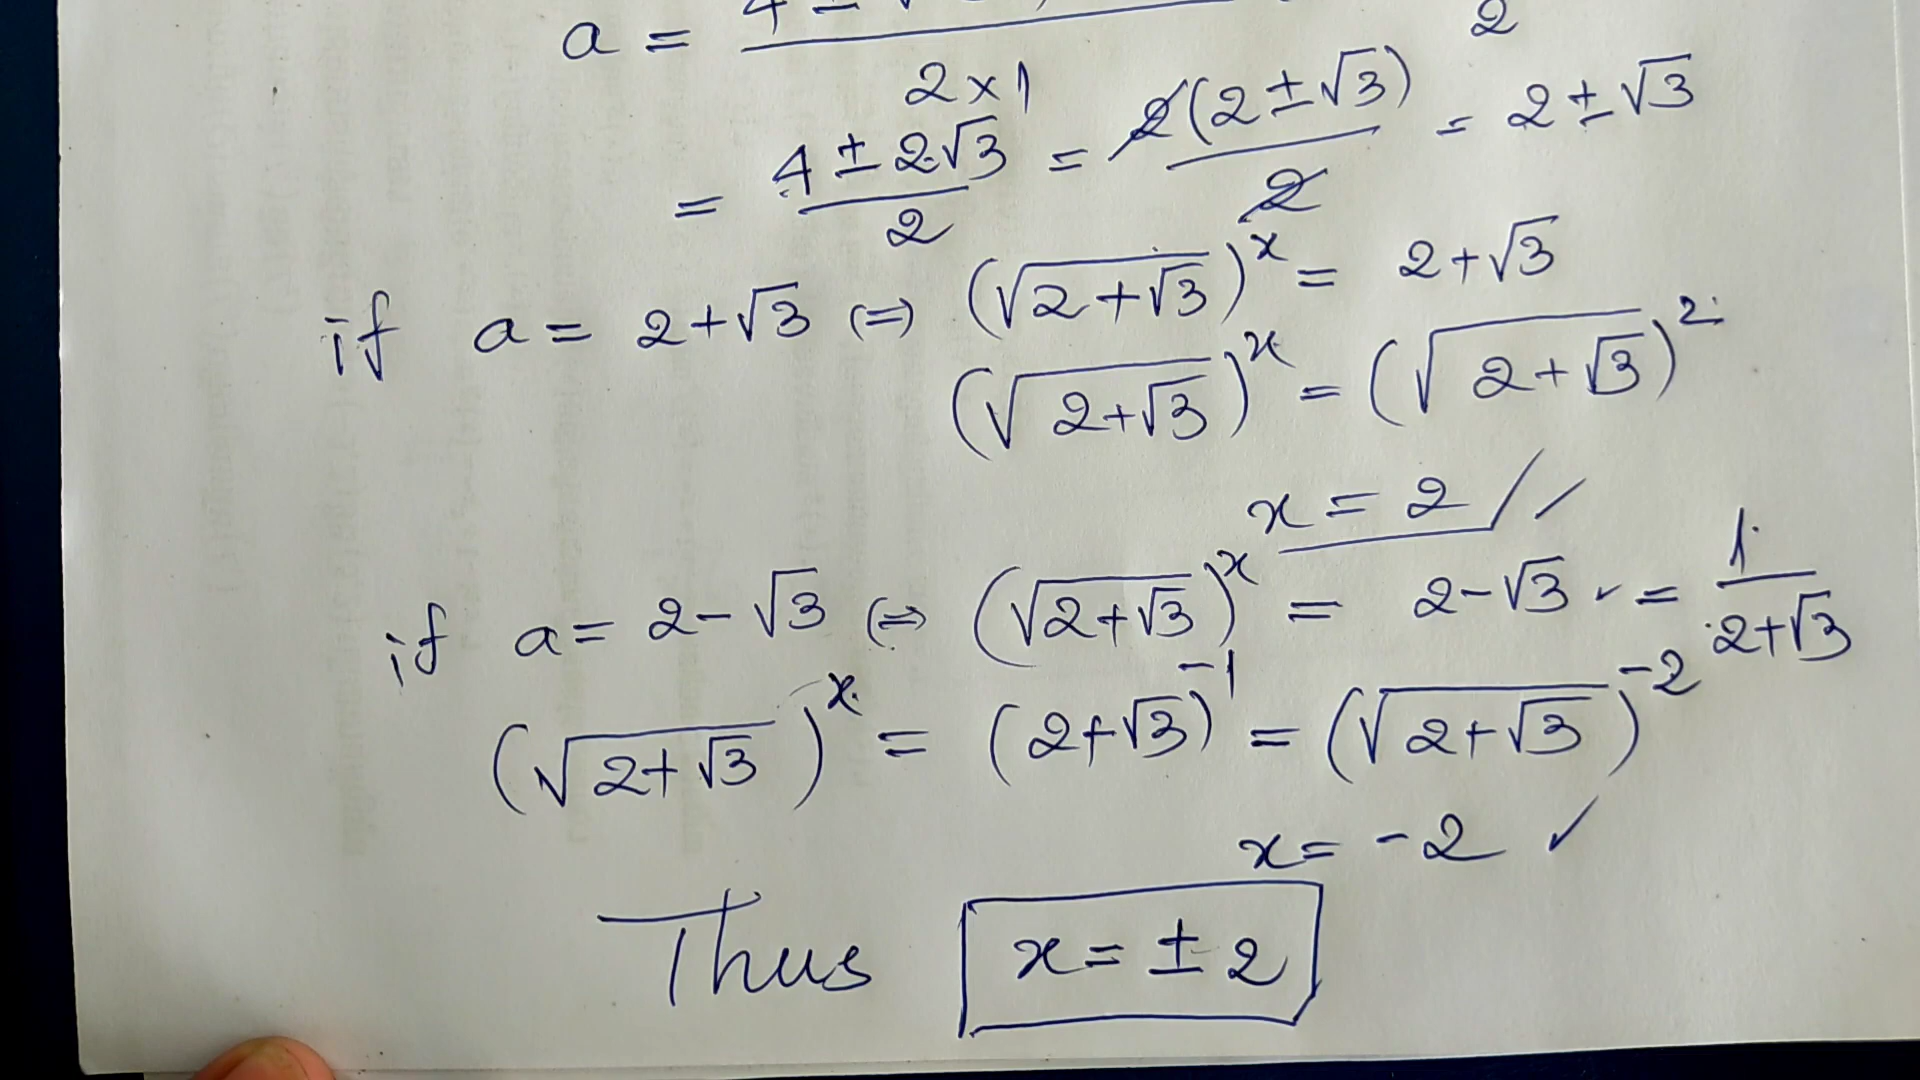 a = 4 ± √ / 2×1 2
= (4 ± 2√3)/2 = 2(2 ± √3)/2 = 2 ± √3
if a = 2+√3 (=) (√(2+√3))^x = 2+√3
(√(2+√3))^x = (√(2+√3))^2
x = 2 //
if a = 2-√3 (=) (√(2+√3))^x = 2-√3 ✓ = 1/(2+√3)
(√(2+√3))^x = (2+√3)^-1 = (√(2+√3))^-2
x = -2 ✓
Thus x = ± 2